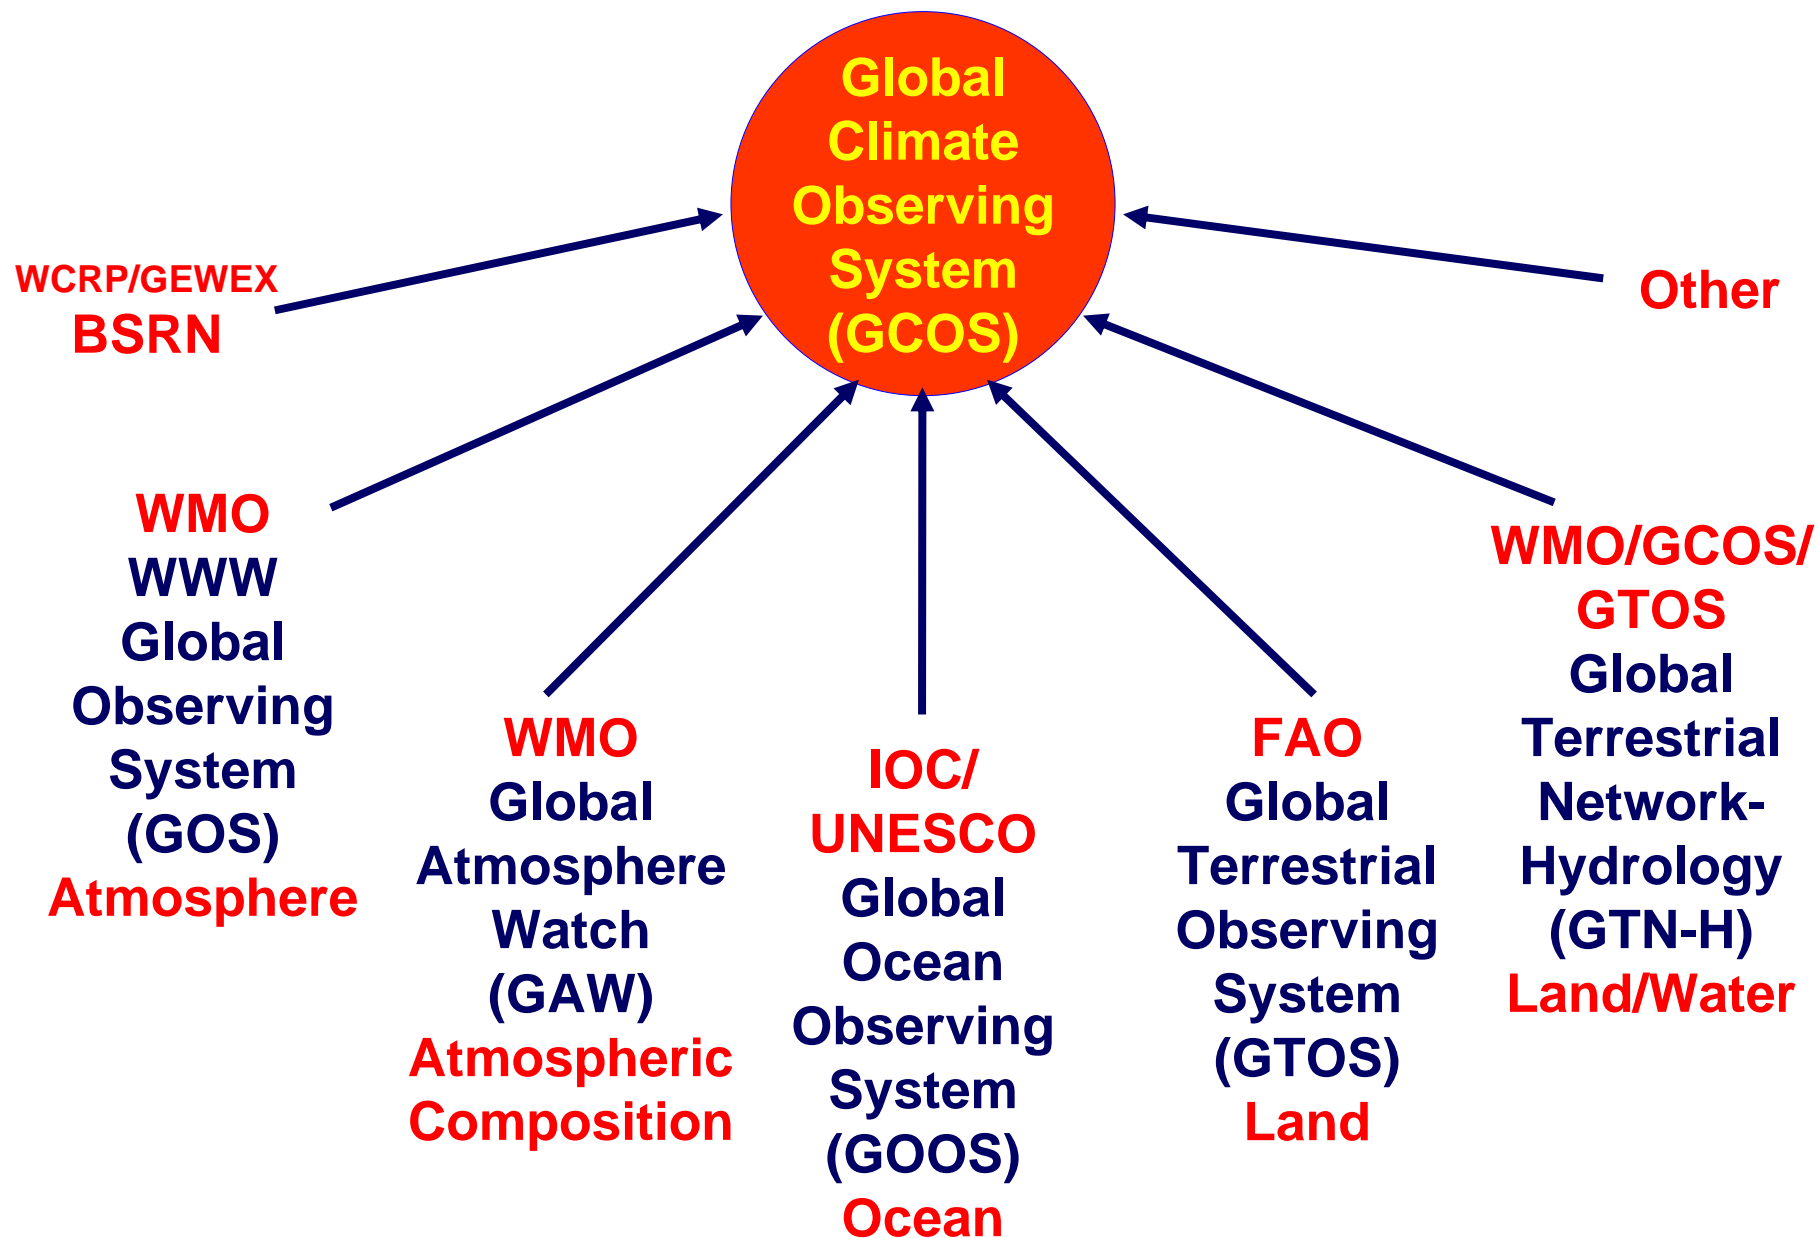 Global
Climate
Observing
System
(GCOS)
WCRP/GEWEX
BSRN
Other
WMO
WWW
Global
Observing
System
(GOS)
Atmosphere
WMO
Global
Atmosphere
Watch
(GAW)
Atmospheric
Composition
IOC/
UNESCO
Global
Ocean
Observing
System
(GOOS)
Ocean
FAO
Global
Terrestrial
Observing
System
(GTOS)
Land
WMO/GCOS/
GTOS
Global
Terrestrial
Network-
Hydrology
(GTN-H)
Land/Water